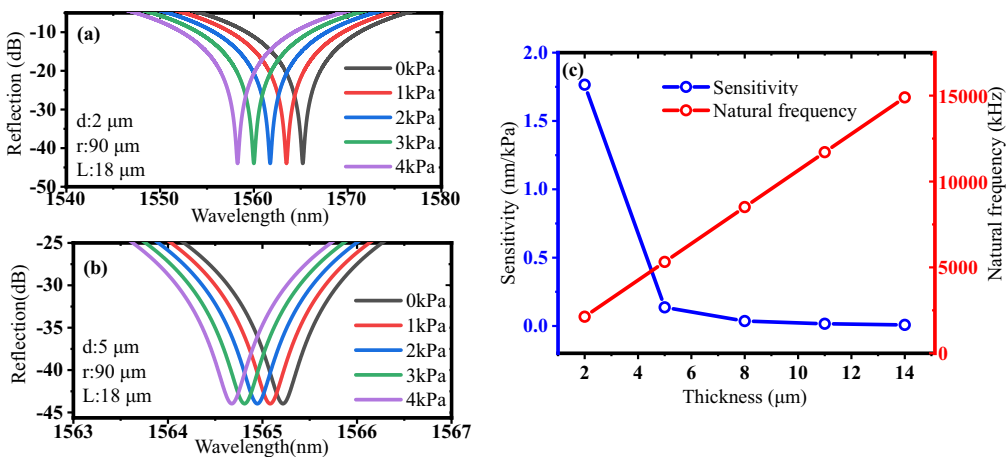 (a)
Reflection (dB)
-10
-20
-30
-40
-50
d:2 μm
r:90 μm
L:18 μm
0kPa
1kPa
2kPa
3kPa
4kPa
1540 1550 1560 1570 1580
Wavelength (nm)
(b)
Reflection(dB)
-25
-30
-35
-40
-45
d:5 μm
r:90 μm
L:18 μm
0kPa
1kPa
2kPa
3kPa
4kPa
1563 1564 1565 1566 1567
Wavelength(nm)
(c)
Sensitivity
Natural frequency
Sensitivity (nm/kPa)
2.0
1.5
1.0
0.5
0.0
Natural frequency (kHz)
15000
10000
5000
0
2 4 6 8 10 12 14
Thickness (μm)